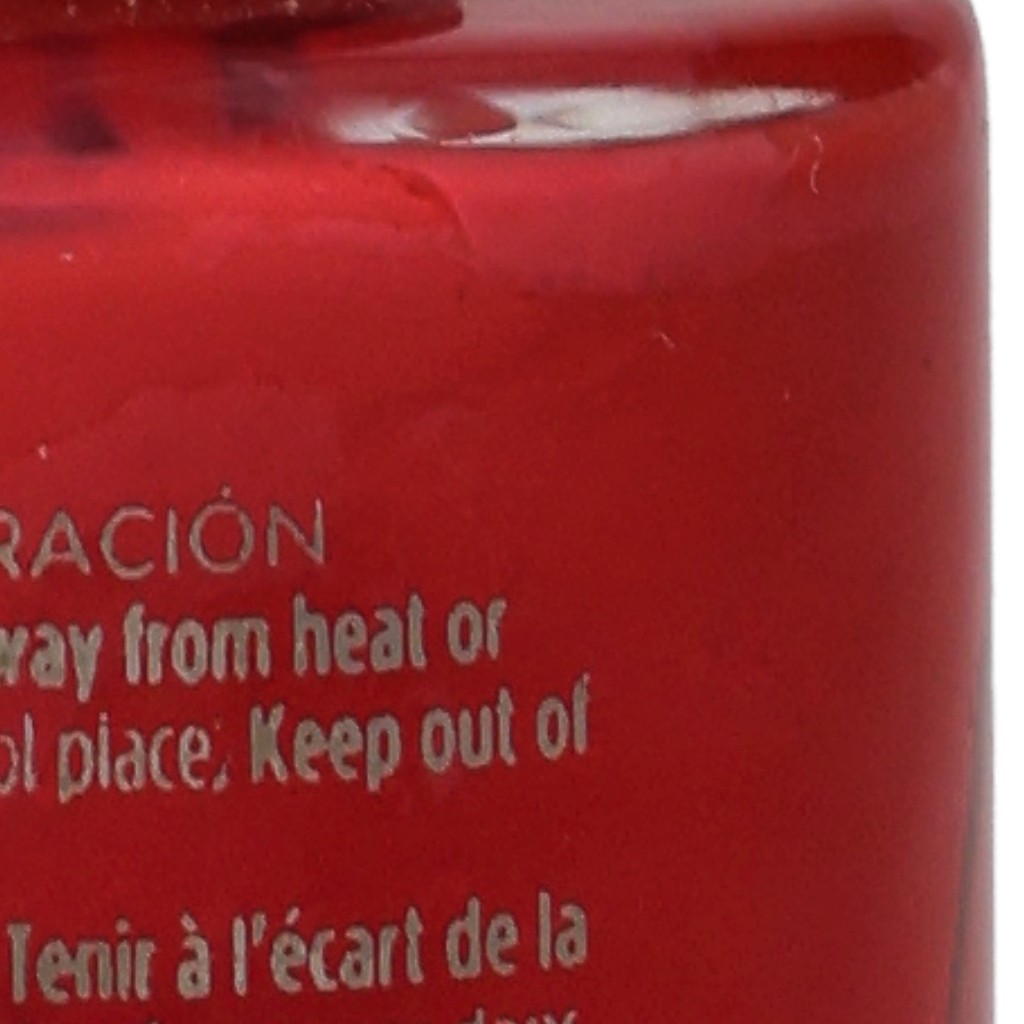 RACIÓN
way from heat or
ol place. Keep out of
Tenir à l'écart de la